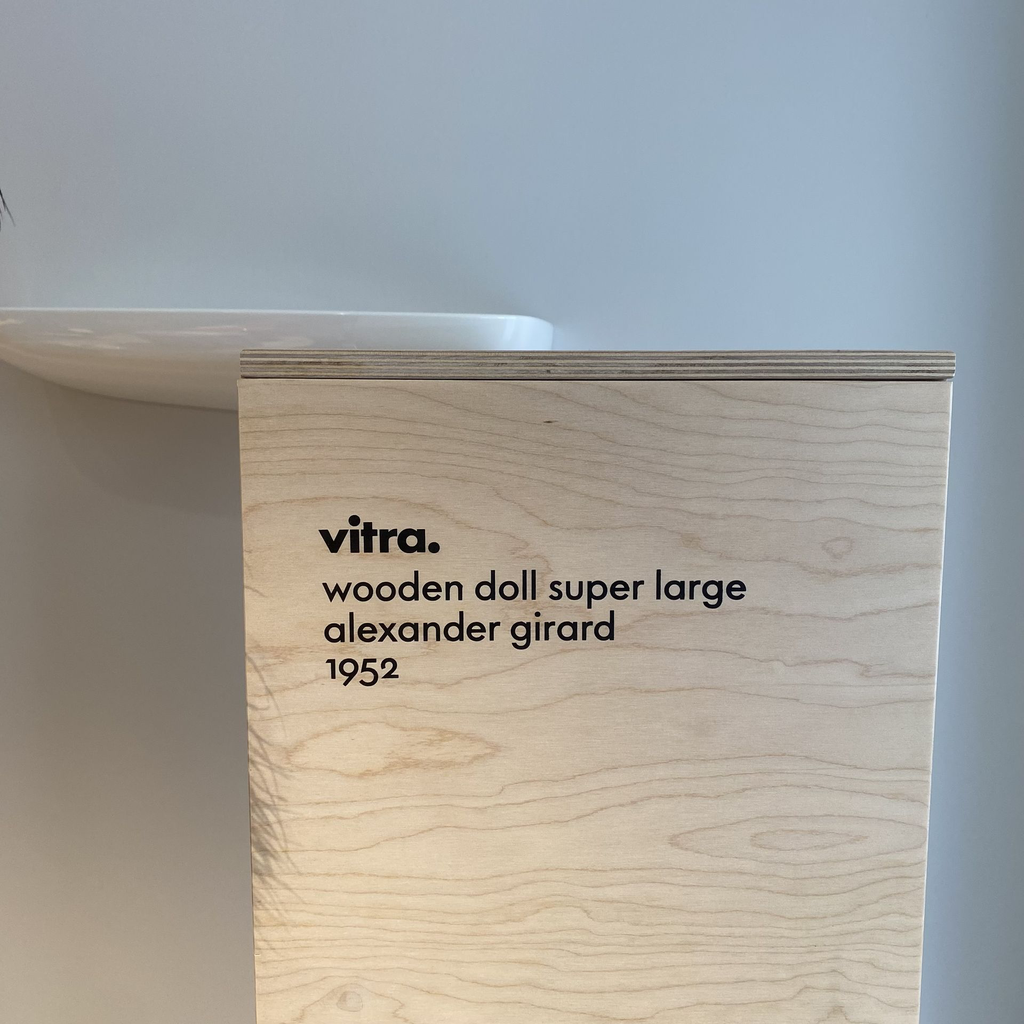 vitra.
wooden doll super large
alexander girard
1952